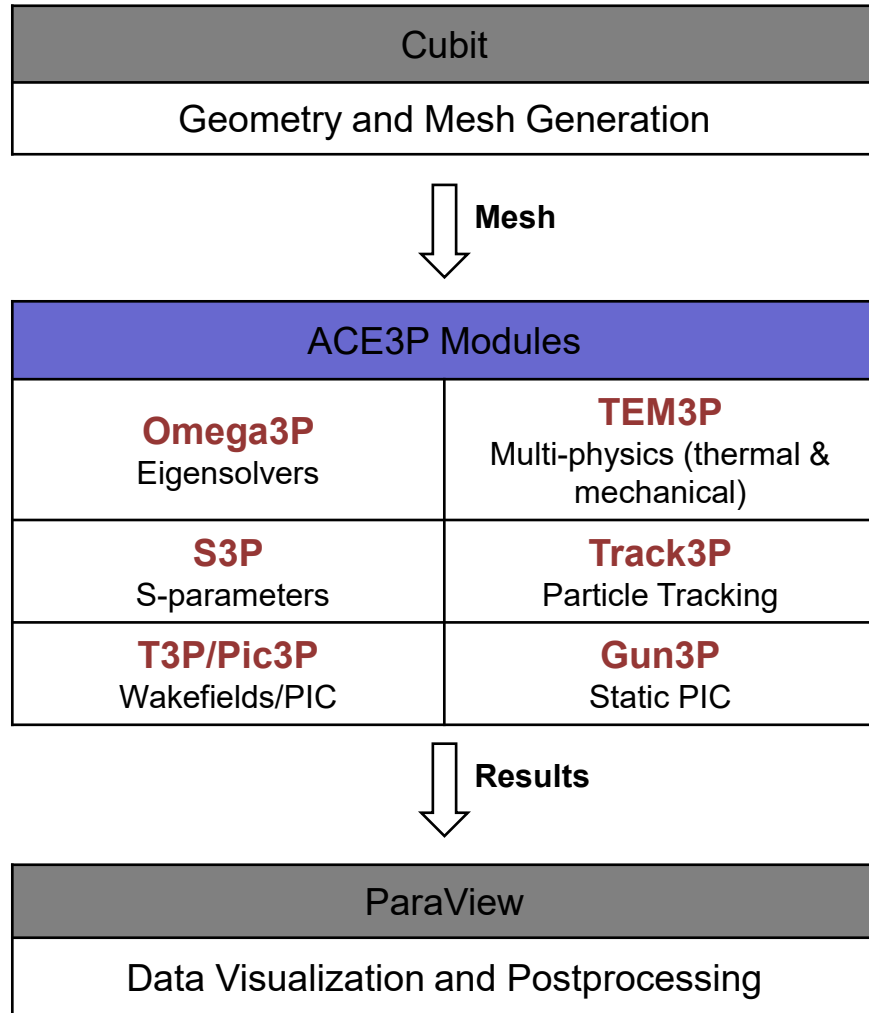 Cubit
Geometry and Mesh Generation
Mesh
ACE3P Modules
Omega3P
Eigensolvers
TEM3P
Multi-physics (thermal &
mechanical)
S3P
S-parameters
Track3P
Particle Tracking
T3P/Pic3P
Wakefields/PIC
Gun3P
Static PIC
Results
ParaView
Data Visualization and Postprocessing